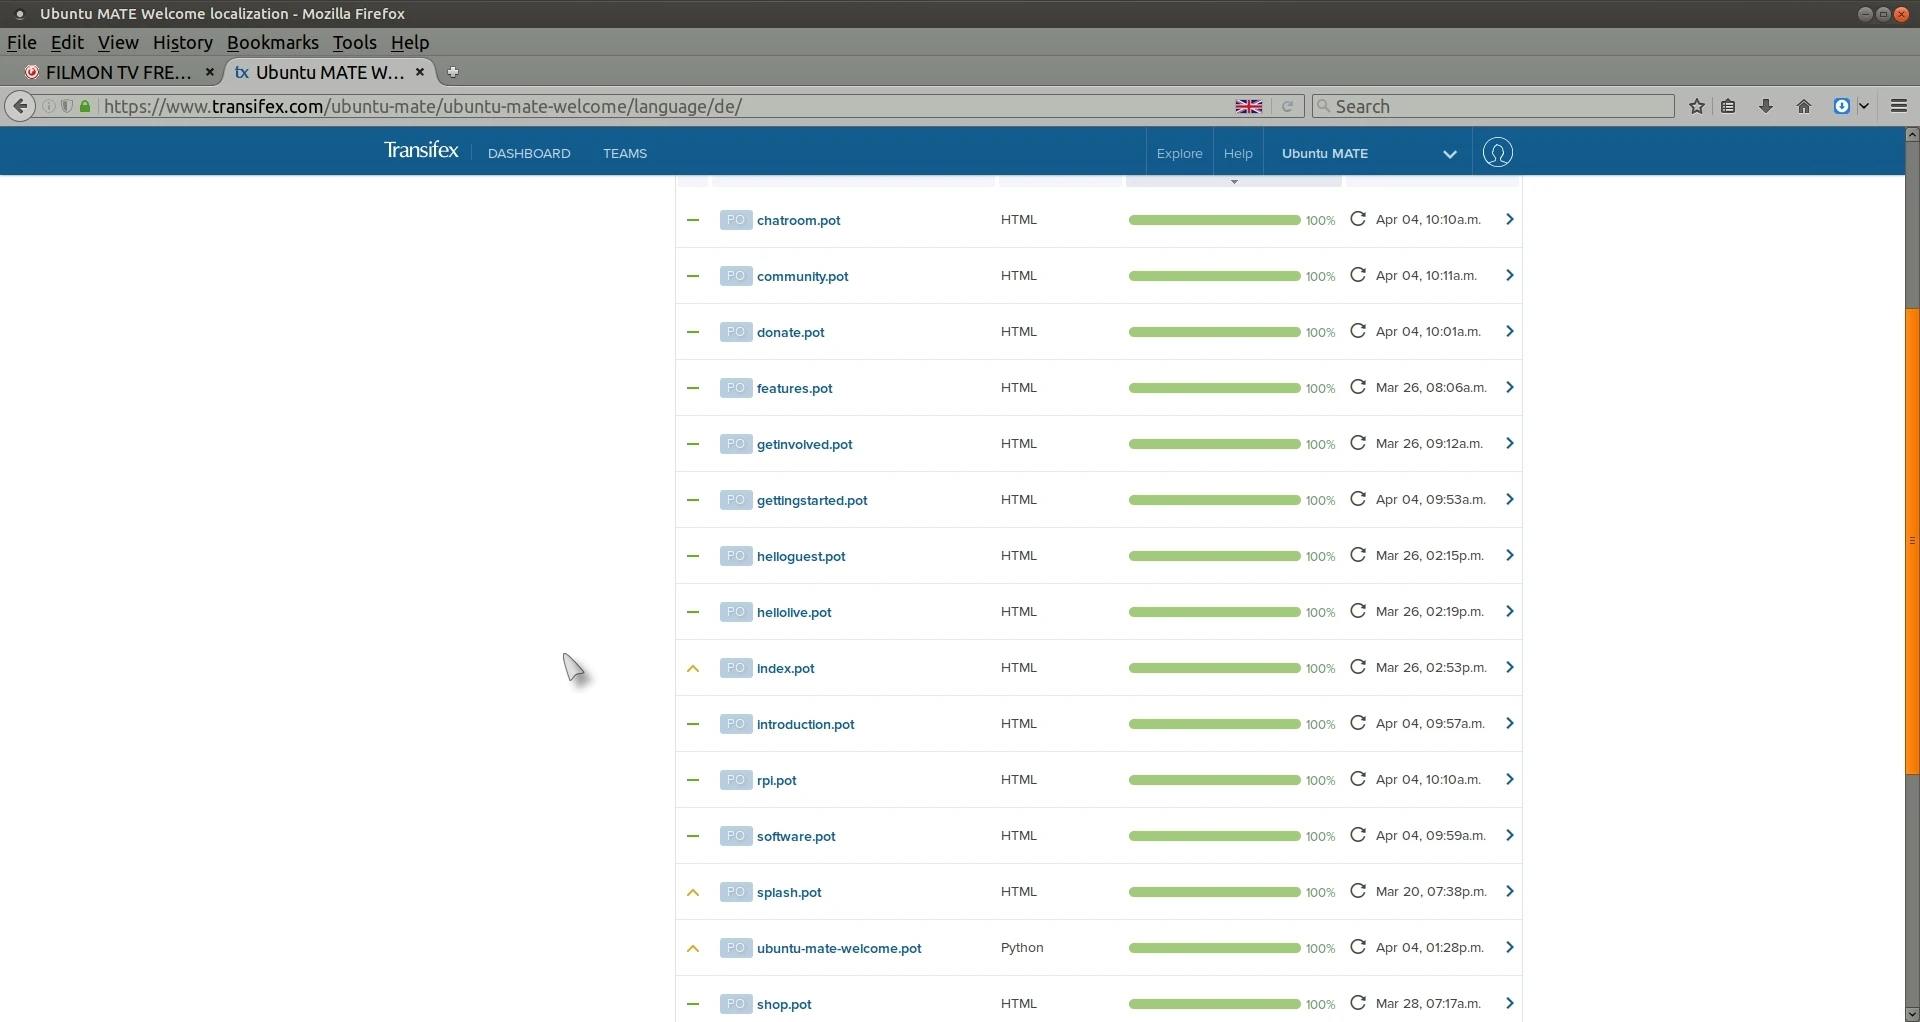 Ubuntu MATE Welcome localization - Mozilla Firefox
File Edit View History Bookmarks Tools Help
FILMON TV FRE... Ubuntu MATE W...
https://www.transifex.com/ubuntu-mate/ubuntu-mate-welcome/language/de/ Search
Transifex DASHBOARD TEAMS Explore Help Ubuntu MATE
PO chatroom.pot HTML 100% Apr 04, 10:10a.m.
PO community.pot HTML 100% Apr 04, 10:11a.m.
PO donate.pot HTML 100% Apr 04, 10:01a.m.
PO features.pot HTML 100% Mar 26, 08:06a.m.
PO getinvolved.pot HTML 100% Mar 26, 09:12a.m.
PO gettingstarted.pot HTML 100% Apr 04, 09:53a.m.
PO helloguest.pot HTML 100% Mar 26, 02:15p.m.
PO hellolive.pot HTML 100% Mar 26, 02:19p.m.
PO index.pot HTML 100% Mar 26, 02:53p.m.
PO introduction.pot HTML 100% Apr 04, 09:57a.m.
PO rpi.pot HTML 100% Apr 04, 10:10a.m.
PO software.pot HTML 100% Apr 04, 09:59a.m.
PO splash.pot HTML 100% Mar 20, 07:38p.m.
PO ubuntu-mate-welcome.pot Python 100% Apr 04, 01:28p.m.
PO shop.pot HTML 100% Mar 28, 07:17a.m.